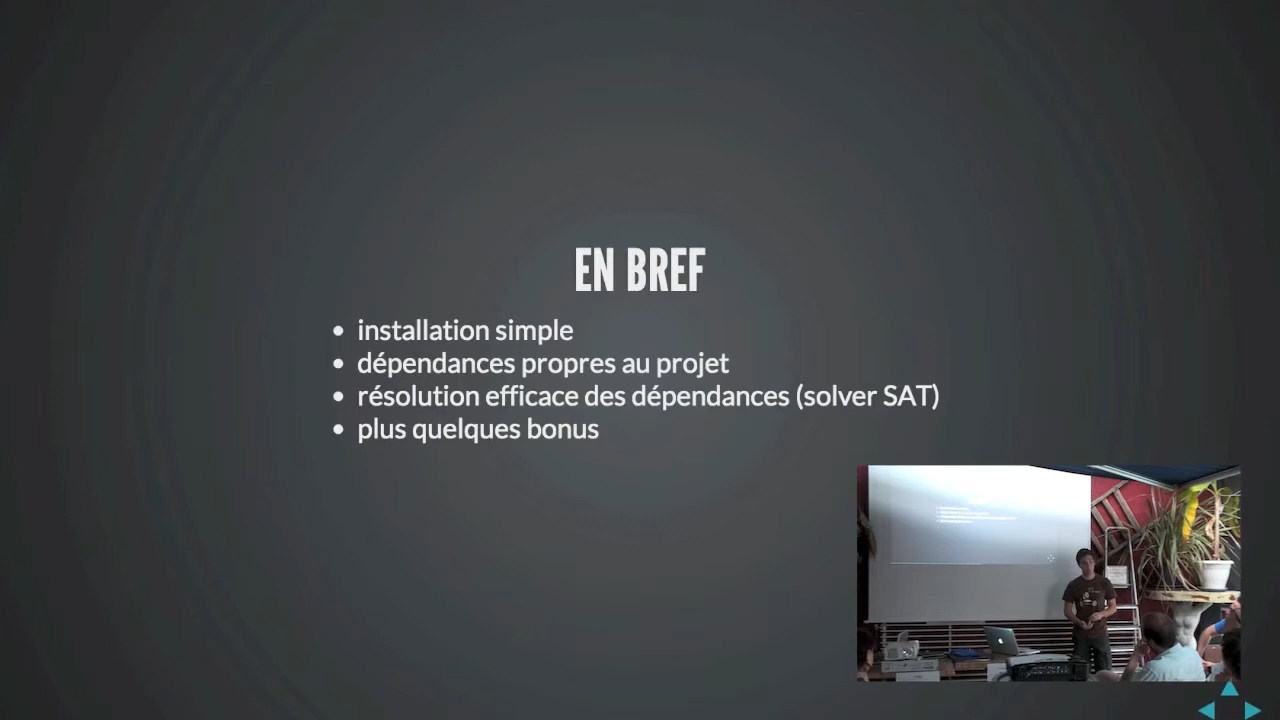 EN BREF
installation simple
dépendances propres au projet
résolution efficace des dépendances (solver SAT)
plus quelques bonus